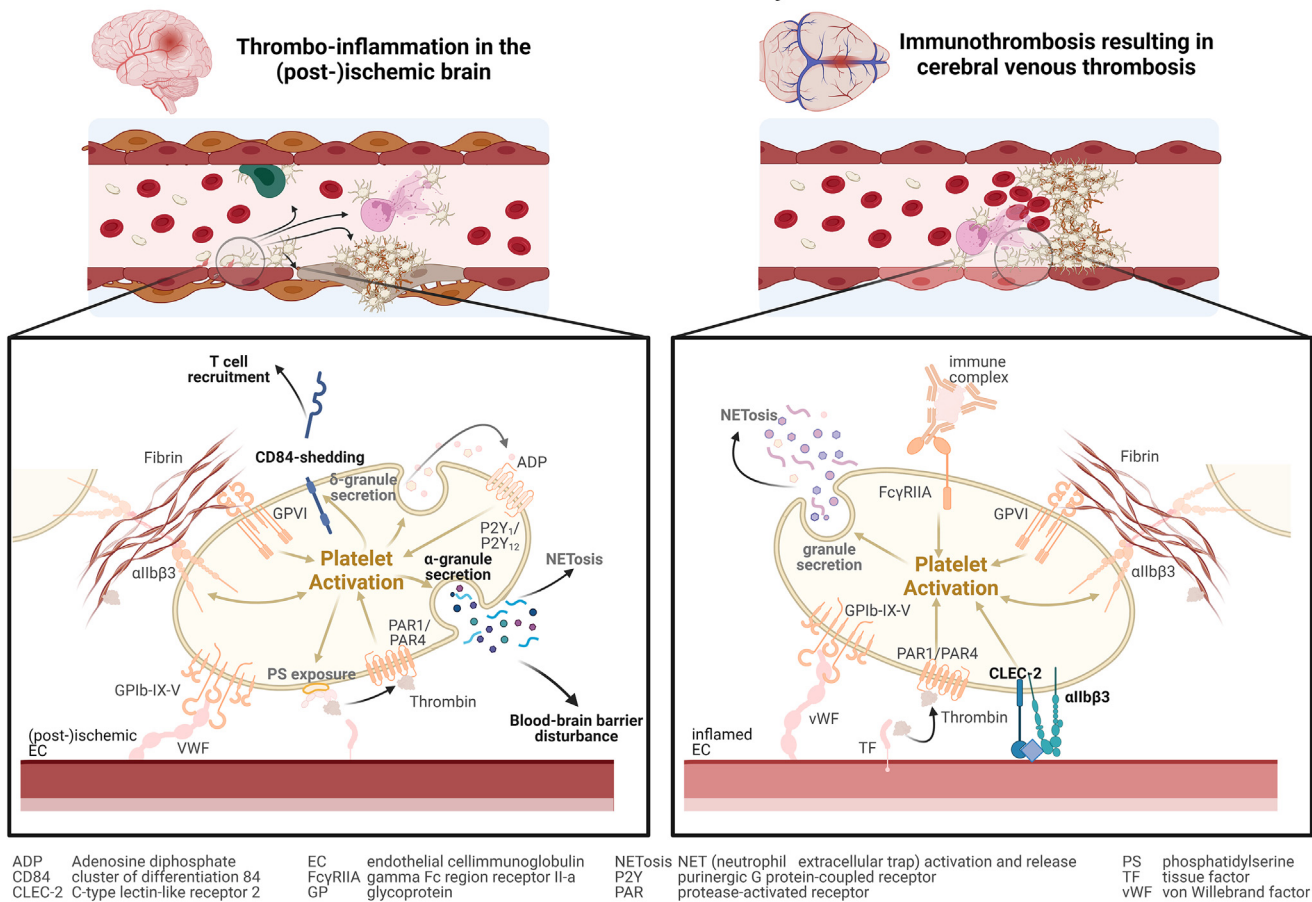 Thrombo-inflammation in the
(post-)ischemic brain
Immunothrombosis resulting in
cerebral venous thrombosis
T cell
recruitment
Fibrin
CD84-shedding
δ-granule
secretion
ADP
GPVI
P2Y1/
P2Y12
αIIbβ3
Platelet
Activation
α-granule
secretion
NETosis
PAR1/
PAR4
PS exposure
GPIb-IX-V
Thrombin
Blood-brain barrier
disturbance
(post-)ischemic
EC
VWF
immune
complex
NETosis
FcγRIIA
Fibrin
GPVI
αIIbβ3
granule
secretion
Platelet
Activation
GPIb-IX-V
PAR1/PAR4
CLEC-2
αIIbβ3
vWF
Thrombin
TF
inflamed
EC
ADP Adenosine diphosphate
CD84 cluster of differentiation 84
CLEC-2 C-type lectin-like receptor 2
EC endothelial cellimmunoglobulin
FcγRIIA gamma Fc region receptor II-a
GP glycoprotein
NETosis NET (neutrophil extracellular trap) activation and release
P2Y purinergic G protein-coupled receptor
PAR protease-activated receptor
PS phosphatidylserine
TF tissue factor
vWF von Willebrand factor